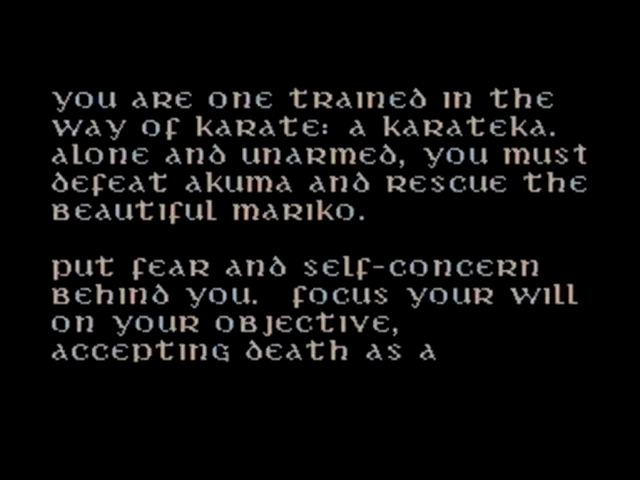 you are one trained in the
way of karate: a karateka.
alone and unarmed, you must
defeat akuma and rescue the
beautiful mariko.
put fear and self-concern
behind you.  focus your will
on your objective,
accepting death as a